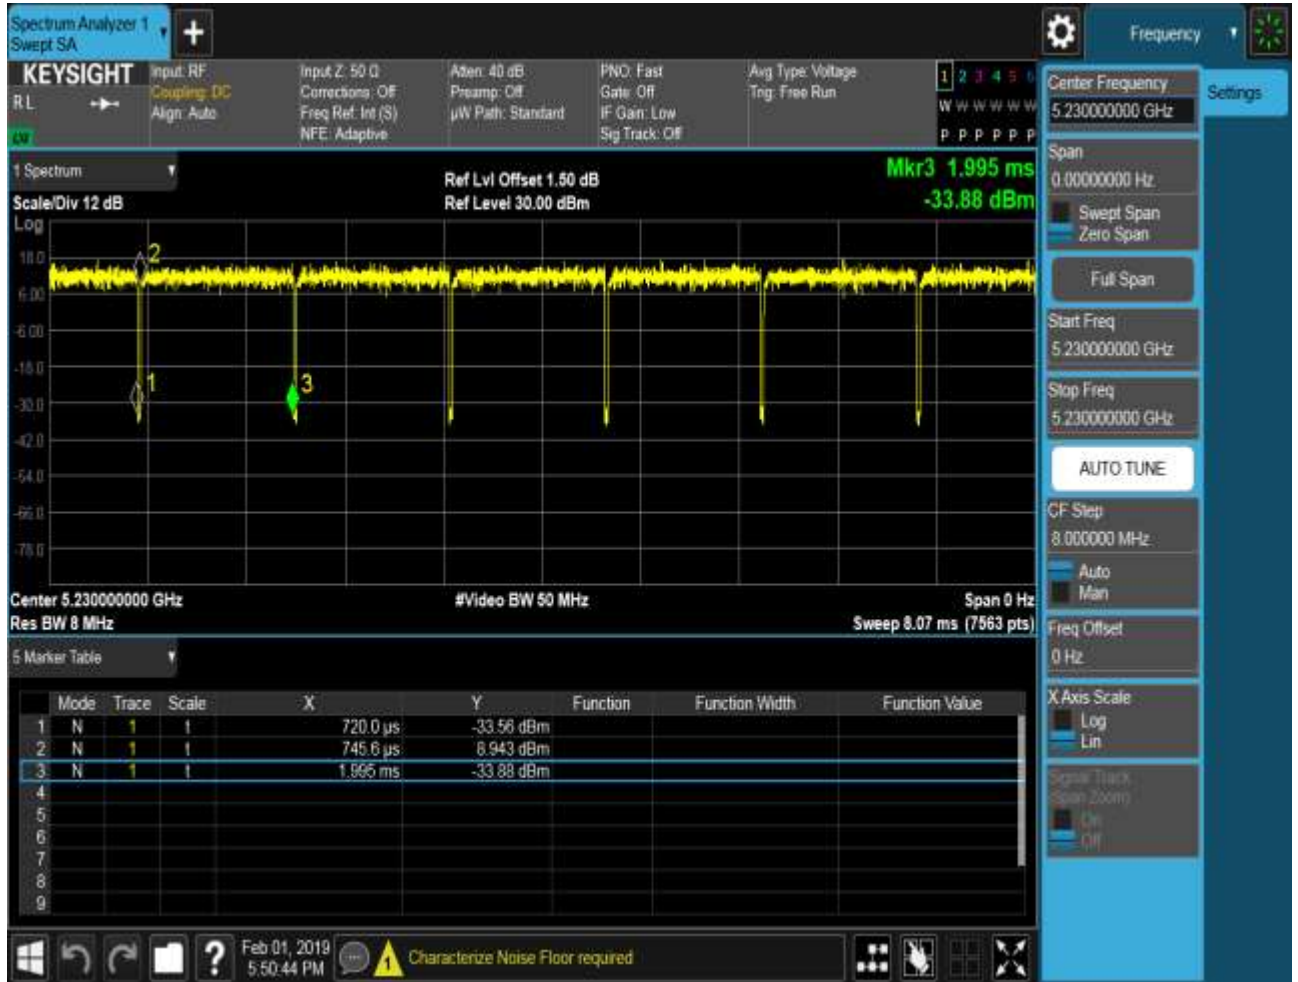 Spectrum Analyzer 1
Swept SA
+
Frequency
KEYSIGHT
R L
Input: RF
Coupling: DC
Align: Auto
Input Z: 50 Ω
Corrections: Off
Freq Ref: Int (S)
NFE: Adaptive
Atten: 40 dB
Preamp: Off
µW Path: Standard
PNO: Fast
Gate: Off
IF Gain: Low
Sig Track: Off
Avg Type: Voltage
Trig: Free Run
1 2 3 4 5 6
W W W W W W
P P P P P P
1 Spectrum
Scale/Div 12 dB
Log
Ref Lvl Offset 1.50 dB
Ref Level 30.00 dBm
Mkr3 1.995 ms
-33.88 dBm
18.0
6.00
-6.00
-18.0
-30.0
-42.0
-54.0
-66.0
-78.0
2
1
3
Center 5.230000000 GHz
Res BW 8 MHz
#Video BW 50 MHz
Span 0 Hz
Sweep 8.07 ms (7563 pts)
5 Marker Table
Mode Trace Scale X Y Function Function Width Function Value
1 N 1 t 720.0 µs -33.56 dBm
2 N 1 t 745.6 µs 8.943 dBm
3 N 1 t 1.995 ms -33.88 dBm
4
5
6
7
8
9
Center Frequency
5.230000000 GHz
Settings
Span
0.00000000 Hz
Swept Span
Zero Span
Full Span
Start Freq
5.230000000 GHz
Stop Freq
5.230000000 GHz
AUTO TUNE
CF Step
8.000000 MHz
Auto
Man
Freq Offset
0 Hz
X Axis Scale
Log
Lin
Signal Track
(Span Zoom)
On
Off
?
Feb 01, 2019
5:50:44 PM
1
Characterize Noise Floor required